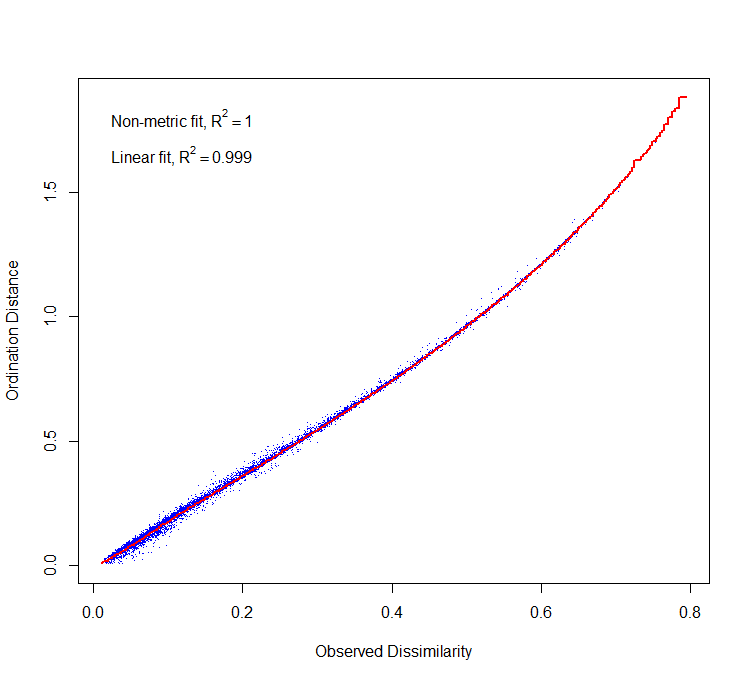 Non-metric fit, R² = 1
Linear fit, R² = 0.999
Ordination Distance
0.0 0.5 1.0 1.5
0.0 0.2 0.4 0.6 0.8
Observed Dissimilarity